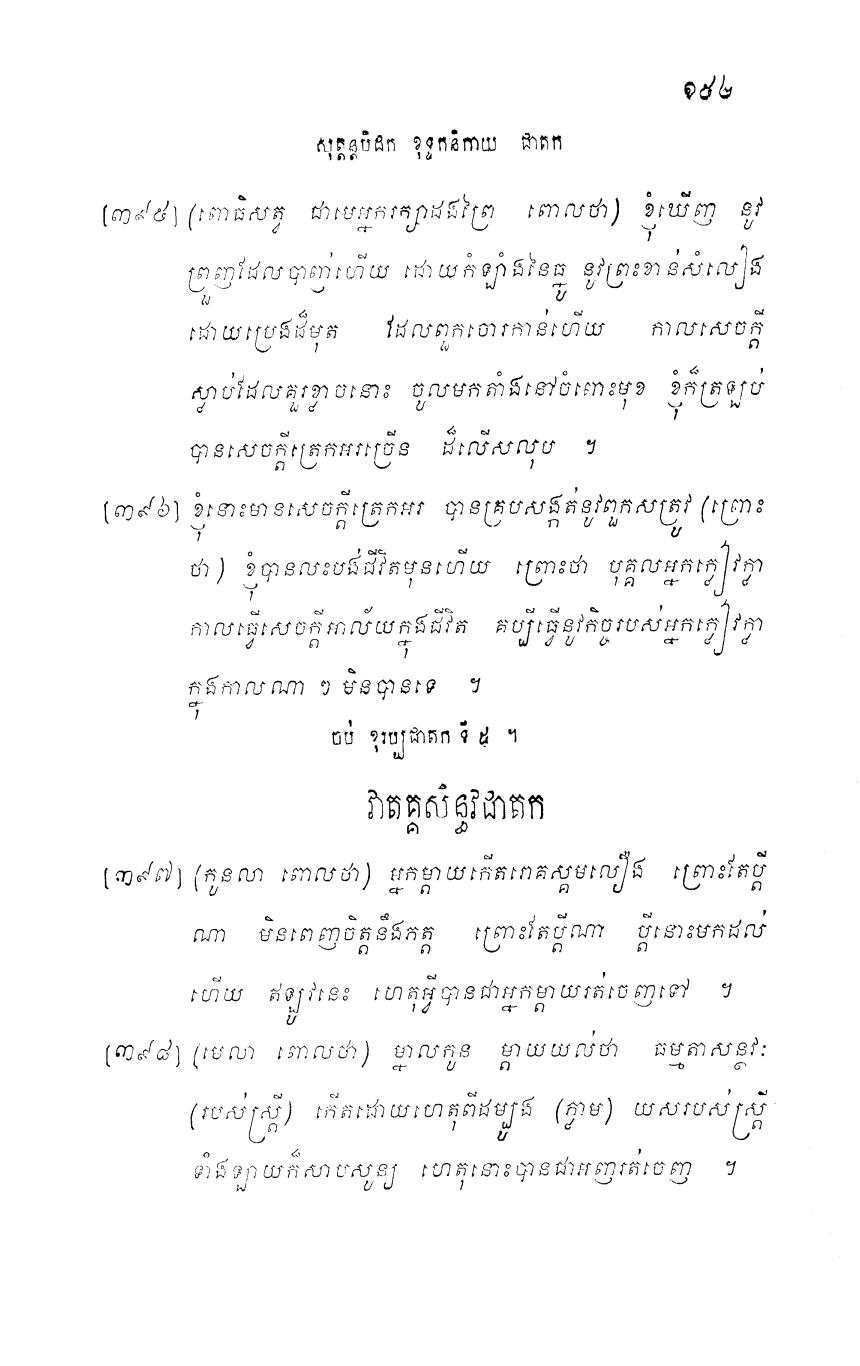 ១៥៤
សុត្តន្តបិដក ខុទ្ទកនិកាយ ជាតក
[៣៩៥] (ពោធិសត្វ ជាមេអ្នករក្សាដងព្រៃ ពោលថា) ខ្ញុំឃើញ នូវ
ព្រួញដែលបាញ់ហើយ ដោយកំឡាំងនៃធ្នូ នូវព្រះខាន់សំលៀង
ដោយប្រេងដ៏មុត ដែលពួកចោរកាន់ហើយ កាលសេចក្តី
ស្លាប់ដែលគួរខ្លាចនោះ ចូលមកតាំងនៅចំពោះមុខ ខ្ញុំក៏ត្រឡប់
បានសេចក្តីត្រេកអរច្រើន ដ៏លើសលុប ។
[៣៩៦] ខ្ញុំនោះមានសេចក្តីត្រេកអរ បានគ្របសង្កត់នូវពួកសត្រូវ (ព្រោះ
ថា) ខ្ញុំបានលះបង់ជីវិតមុនហើយ ព្រោះថា បុគ្គលអ្នកក្លៀវក្លា
កាលធ្វើសេចក្តីអាល័យក្នុងជីវិត គប្បីធ្វើនូវកិច្ចរបស់អ្នកក្លៀវក្លា
ក្នុងកាលណា ៗ មិនបានទេ ។
ចប់ ខុរប្បជាតក ទី ៥ ។
វាតគ្គសិន្ធវជាតក
[៣៩៧] (កូនលា ពោលថា) អ្នកម្តាយកើតរោគស្គមលឿង ព្រោះតែប្តី
ណា មិនពេញចិត្តនឹងភត្ត ព្រោះតែប្តីណា ប្តីនោះមកដល់
ហើយ ឥឡូវនេះ ហេតុអ្វីបានជាអ្នកម្តាយរត់ចេញទៅ ។
[៣៩៨] (មេលា ពោលថា) ម្នាលកូន ម្តាយយល់ថា ធម្មតាសន្ថវៈ
(របស់ស្រ្តី) កើតដោយហេតុពីដម្បូង (ភ្លាម) យសរបស់ស្រ្តី
ទាំងឡាយក៏សាបសូន្យ ហេតុនោះបានជាអញរត់ចេញ ។